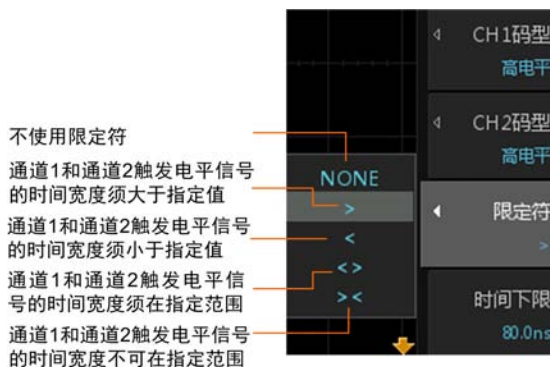 不使用限定符
通道1和通道2触发电平信号
的时间宽度须大于指定值
通道1和通道2触发电平信号
的时间宽度须小于指定值
通道1和通道2触发电平信
号的时间宽度须在指定范围
通道1和通道2触发电平信号
的时间宽度不可在指定范围
NONE
>
<
<>
><
CH1码型
高电平
CH2码型
高电平
限定符
>
时间下限
80.0ns